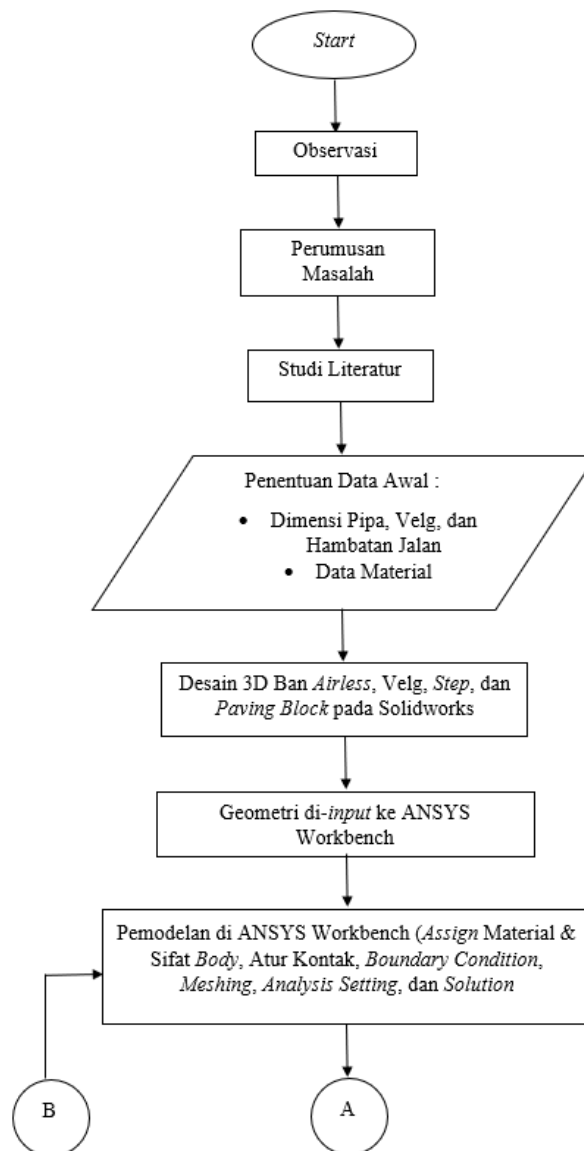 Start
Observasi
Perumusan
Masalah
Studi Literatur
Penentuan Data Awal :
• Dimensi Pipa, Velg, dan
Hambatan Jalan
• Data Material
Desain 3D Ban Airless, Velg, Step, dan
Paving Block pada Solidworks
Geometri di-input ke ANSYS
Workbench
Pemodelan di ANSYS Workbench (Assign Material &
Sifat Body, Atur Kontak, Boundary Condition,
Meshing, Analysis Setting, dan Solution
B
A